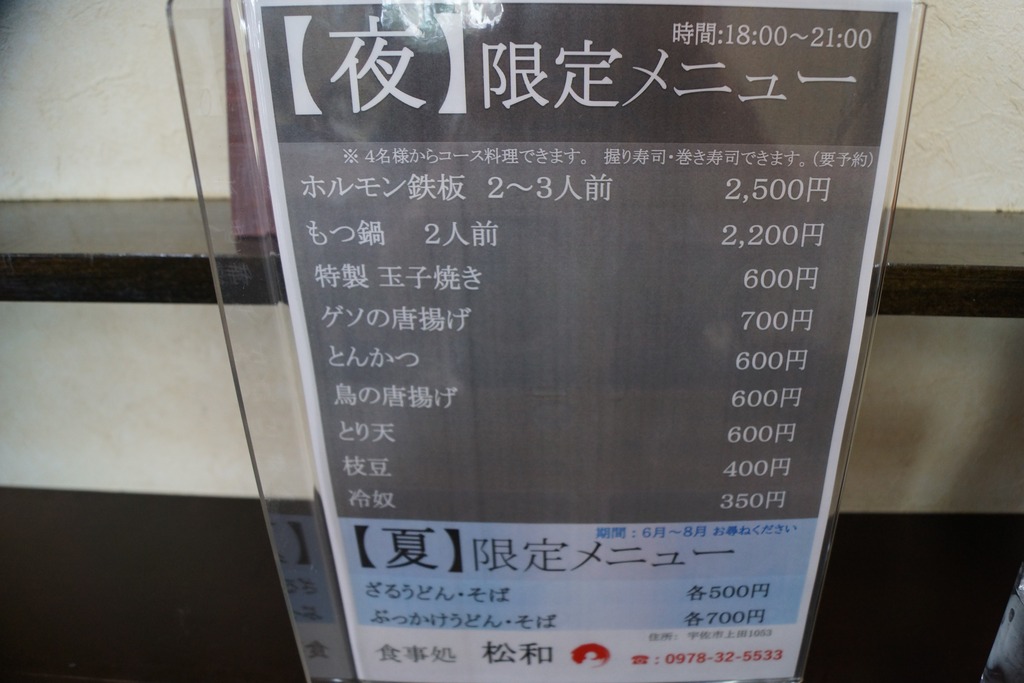 時間:18:00～21:00
【夜】限定メニュー
※ 4名様からコース料理できます。 握り寿司・巻き寿司できます。(要予約)
ホルモン鉄板 2～3人前 2,500円
もつ鍋 2人前 2,200円
特製 玉子焼き 600円
ゲソの唐揚げ 700円
とんかつ 600円
鳥の唐揚げ 600円
とり天 600円
枝豆 400円
冷奴 350円
期間：6月～8月 お尋ねください
【夏】限定メニュー
ざるうどん・そば 各500円
ぶっかけうどん・そば 各700円
住所: 宇佐市上田1053
食事処 松和 ☎：0978-32-5533